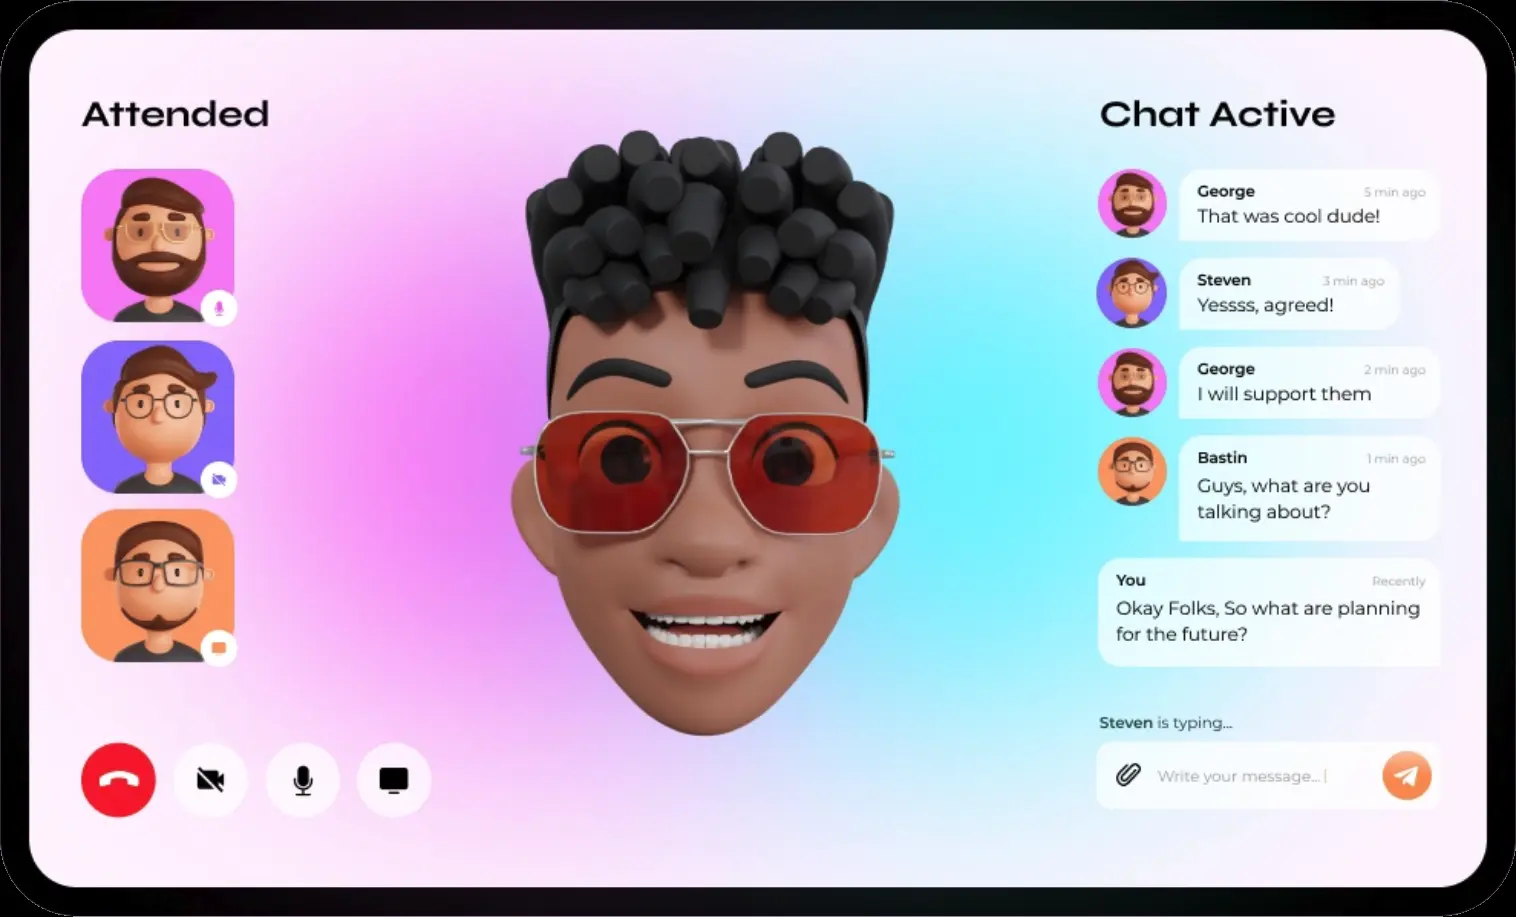 Attended
Chat Active
George 5 min ago
That was cool dude!
Steven 3 min ago
Yessss, agreed!
George 2 min ago
I will support them
Bastin 1 min ago
Guys, what are you
talking about?
You Recently
Okay Folks, So what are planning
for the future?
Steven is typing...
Write your message...